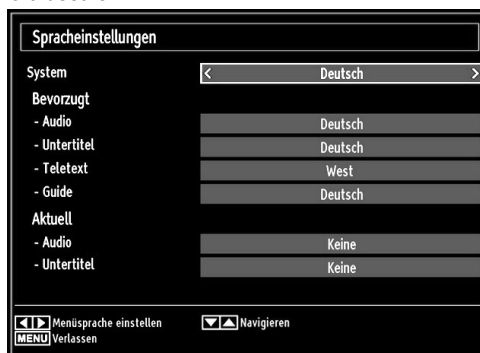 Spracheinstellungen
System < Deutsch >
Bevorzugt
- Audio Deutsch
- Untertitel Deutsch
- Teletext West
- Guide Deutsch
Aktuell
- Audio Keine
- Untertitel Keine
Menüsprache einstellen Navigieren
MENU Verlassen